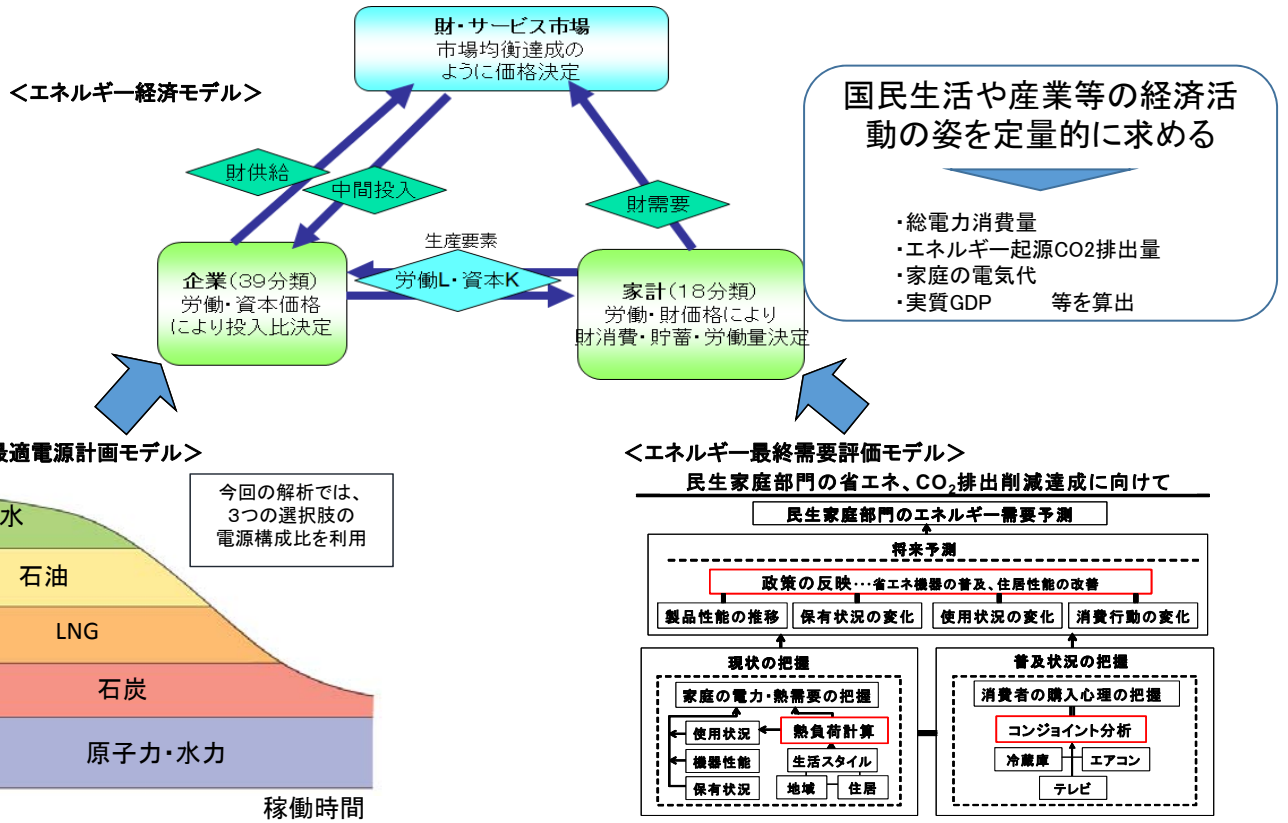 財・サービス市場
市場均衡達成の
ように価格決定
＜エネルギー経済モデル＞
財供給
中間投入
財需要
生産要素
労働L・資本K
企業(39分類)
労働・資本価格
により投入比決定
家計(18分類)
労働・財価格により
財消費・貯蓄・労働量決定
国民生活や産業等の経済活
動の姿を定量的に求める
・総電力消費量
・エネルギー起源CO2排出量
・家庭の電気代
・実質GDP　　等を算出
適電源計画モデル＞
今回の解析では、
3つの選択肢の
電源構成比を利用
水
石油
LNG
石炭
原子力・水力
稼働時間
＜エネルギー最終需要評価モデル＞
民生家庭部門の省エネ、CO₂排出削減達成に向けて
民生家庭部門のエネルギー需要予測
将来予測
政策の反映･･･省エネ機器の普及、住居性能の改善
製品性能の推移
保有状況の変化
使用状況の変化
消費行動の変化
現状の把握
家庭の電力・熱需要の把握
使用状況
熱負荷計算
機器性能
生活スタイル
保有状況
地域
住居
普及状況の把握
消費者の購入心理の把握
コンジョイント分析
冷蔵庫
エアコン
テレビ